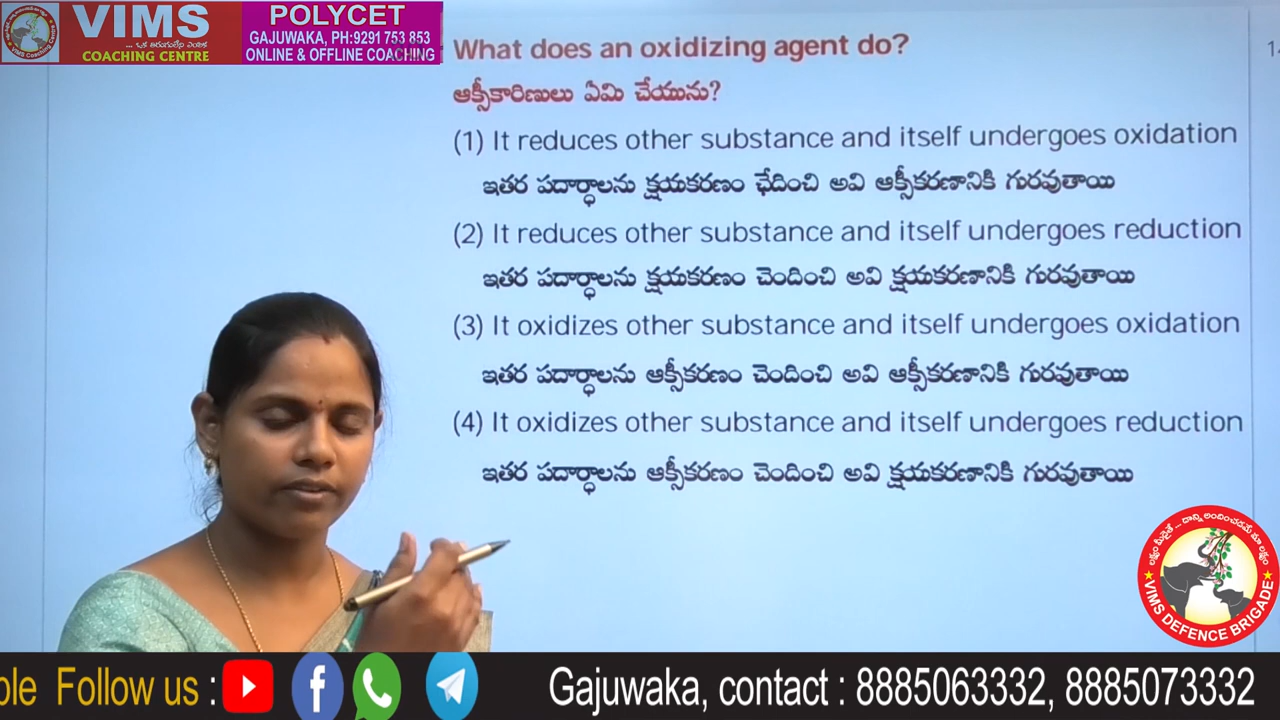 VIMS
... ఒక తిరుగులేని ఎంపిక
COACHING CENTRE
POLYCET
GAJUWAKA, PH:9291 753 853
ONLINE & OFFLINE COACHING
What does an oxidizing agent do?
ఆక్సీకారిణులు ఏమి చేయును?
(1) It reduces other substance and itself undergoes oxidation
ఇతర పదార్ధాలను క్షయకరణం ఛేదించి అవి ఆక్సీకరణానికి గురవుతాయి
(2) It reduces other substance and itself undergoes reduction
ఇతర పదార్ధాలను క్షయకరణం చెందించి అవి క్షయకరణానికి గురవుతాయి
(3) It oxidizes other substance and itself undergoes oxidation
ఇతర పదార్ధాలను ఆక్సీకరణం చెందించి అవి ఆక్సీకరణానికి గురవుతాయి
(4) It oxidizes other substance and itself undergoes reduction
ఇతర పదార్ధాలను ఆక్సీకరణం చెందించి అవి క్షయకరణానికి గురవుతాయి
లక్ష్యం మీదైతే ... దాన్ని అందించడమే మా లక్ష్యం
VIMS DEFENCE BRIGADE
ple Follow us :
Gajuwaka, contact : 8885063332, 8885073332